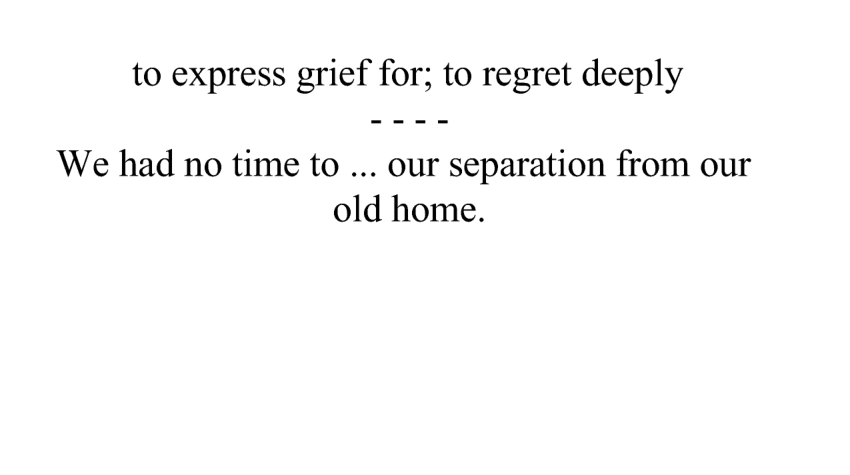 to express grief for; to regret deeply
- - - -
We had no time to ... our separation from our
old home.